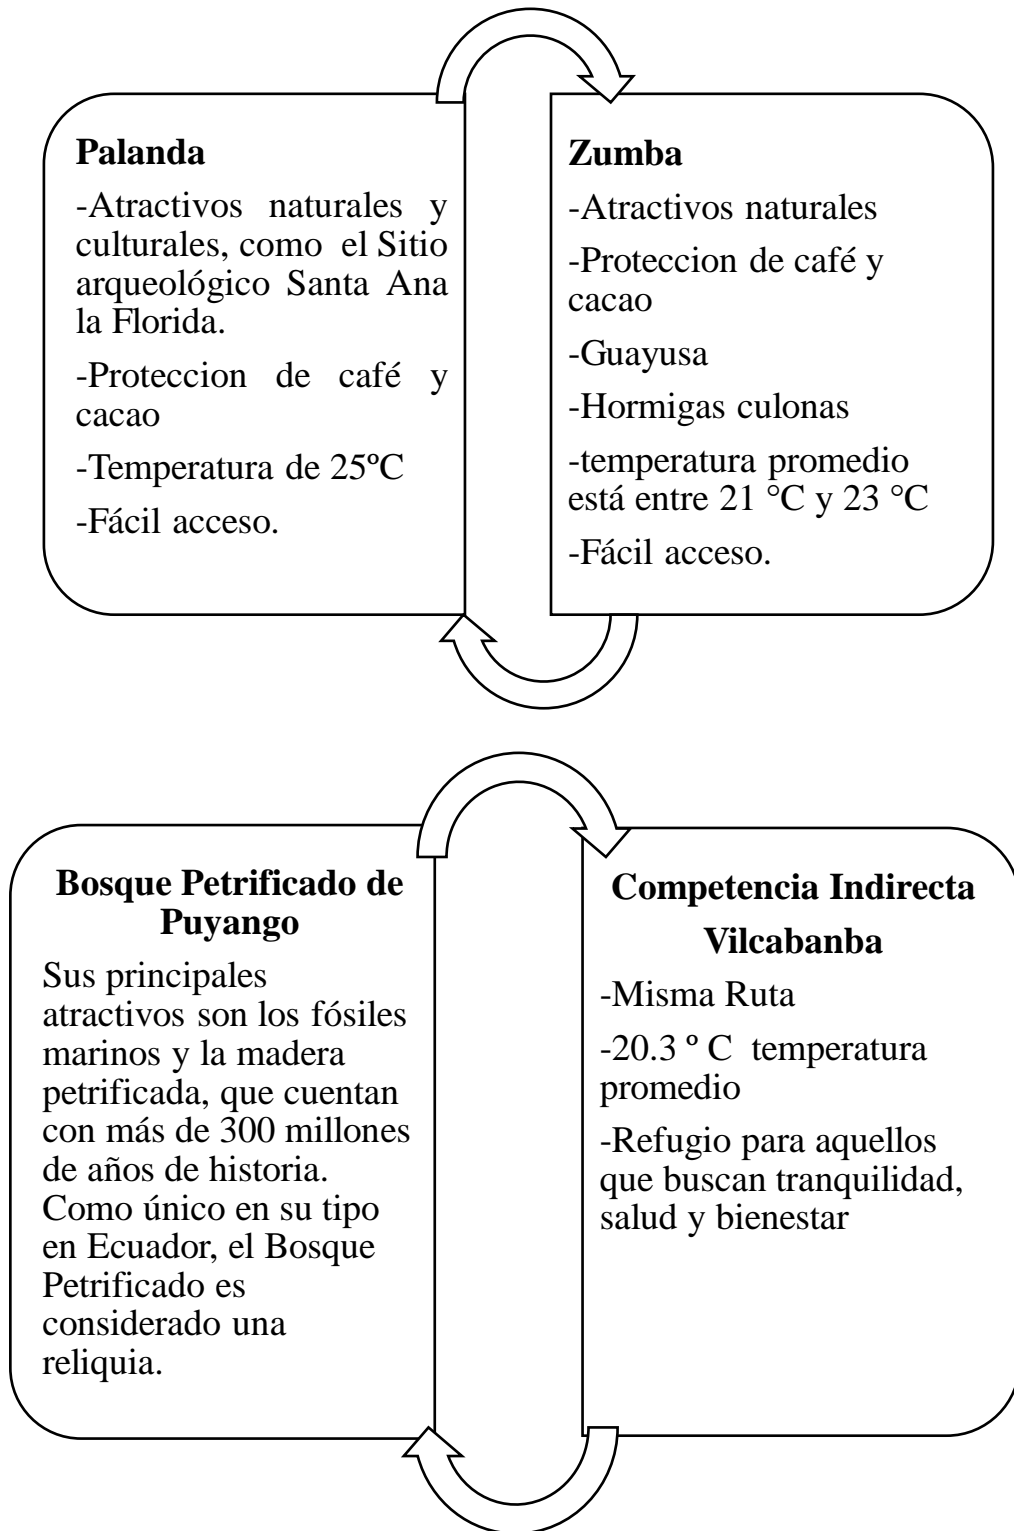 Palanda
-Atractivos naturales y
culturales, como el Sitio
arqueológico Santa Ana
la Florida.
-Proteccion de café y
cacao
-Temperatura de 25ºC
-Fácil acceso.
Zumba
-Atractivos naturales
-Proteccion de café y
cacao
-Guayusa
-Hormigas culonas
-temperatura promedio
está entre 21 °C y 23 °C
-Fácil acceso.
Bosque Petrificado de
Puyango
Sus principales
atractivos son los fósiles
marinos y la madera
petrificada, que cuentan
con más de 300 millones
de años de historia.
Como único en su tipo
en Ecuador, el Bosque
Petrificado es
considerado una
reliquia.
Competencia Indirecta
Vilcabanba
-Misma Ruta
-20.3 º C temperatura
promedio
-Refugio para aquellos
que buscan tranquilidad,
salud y bienestar